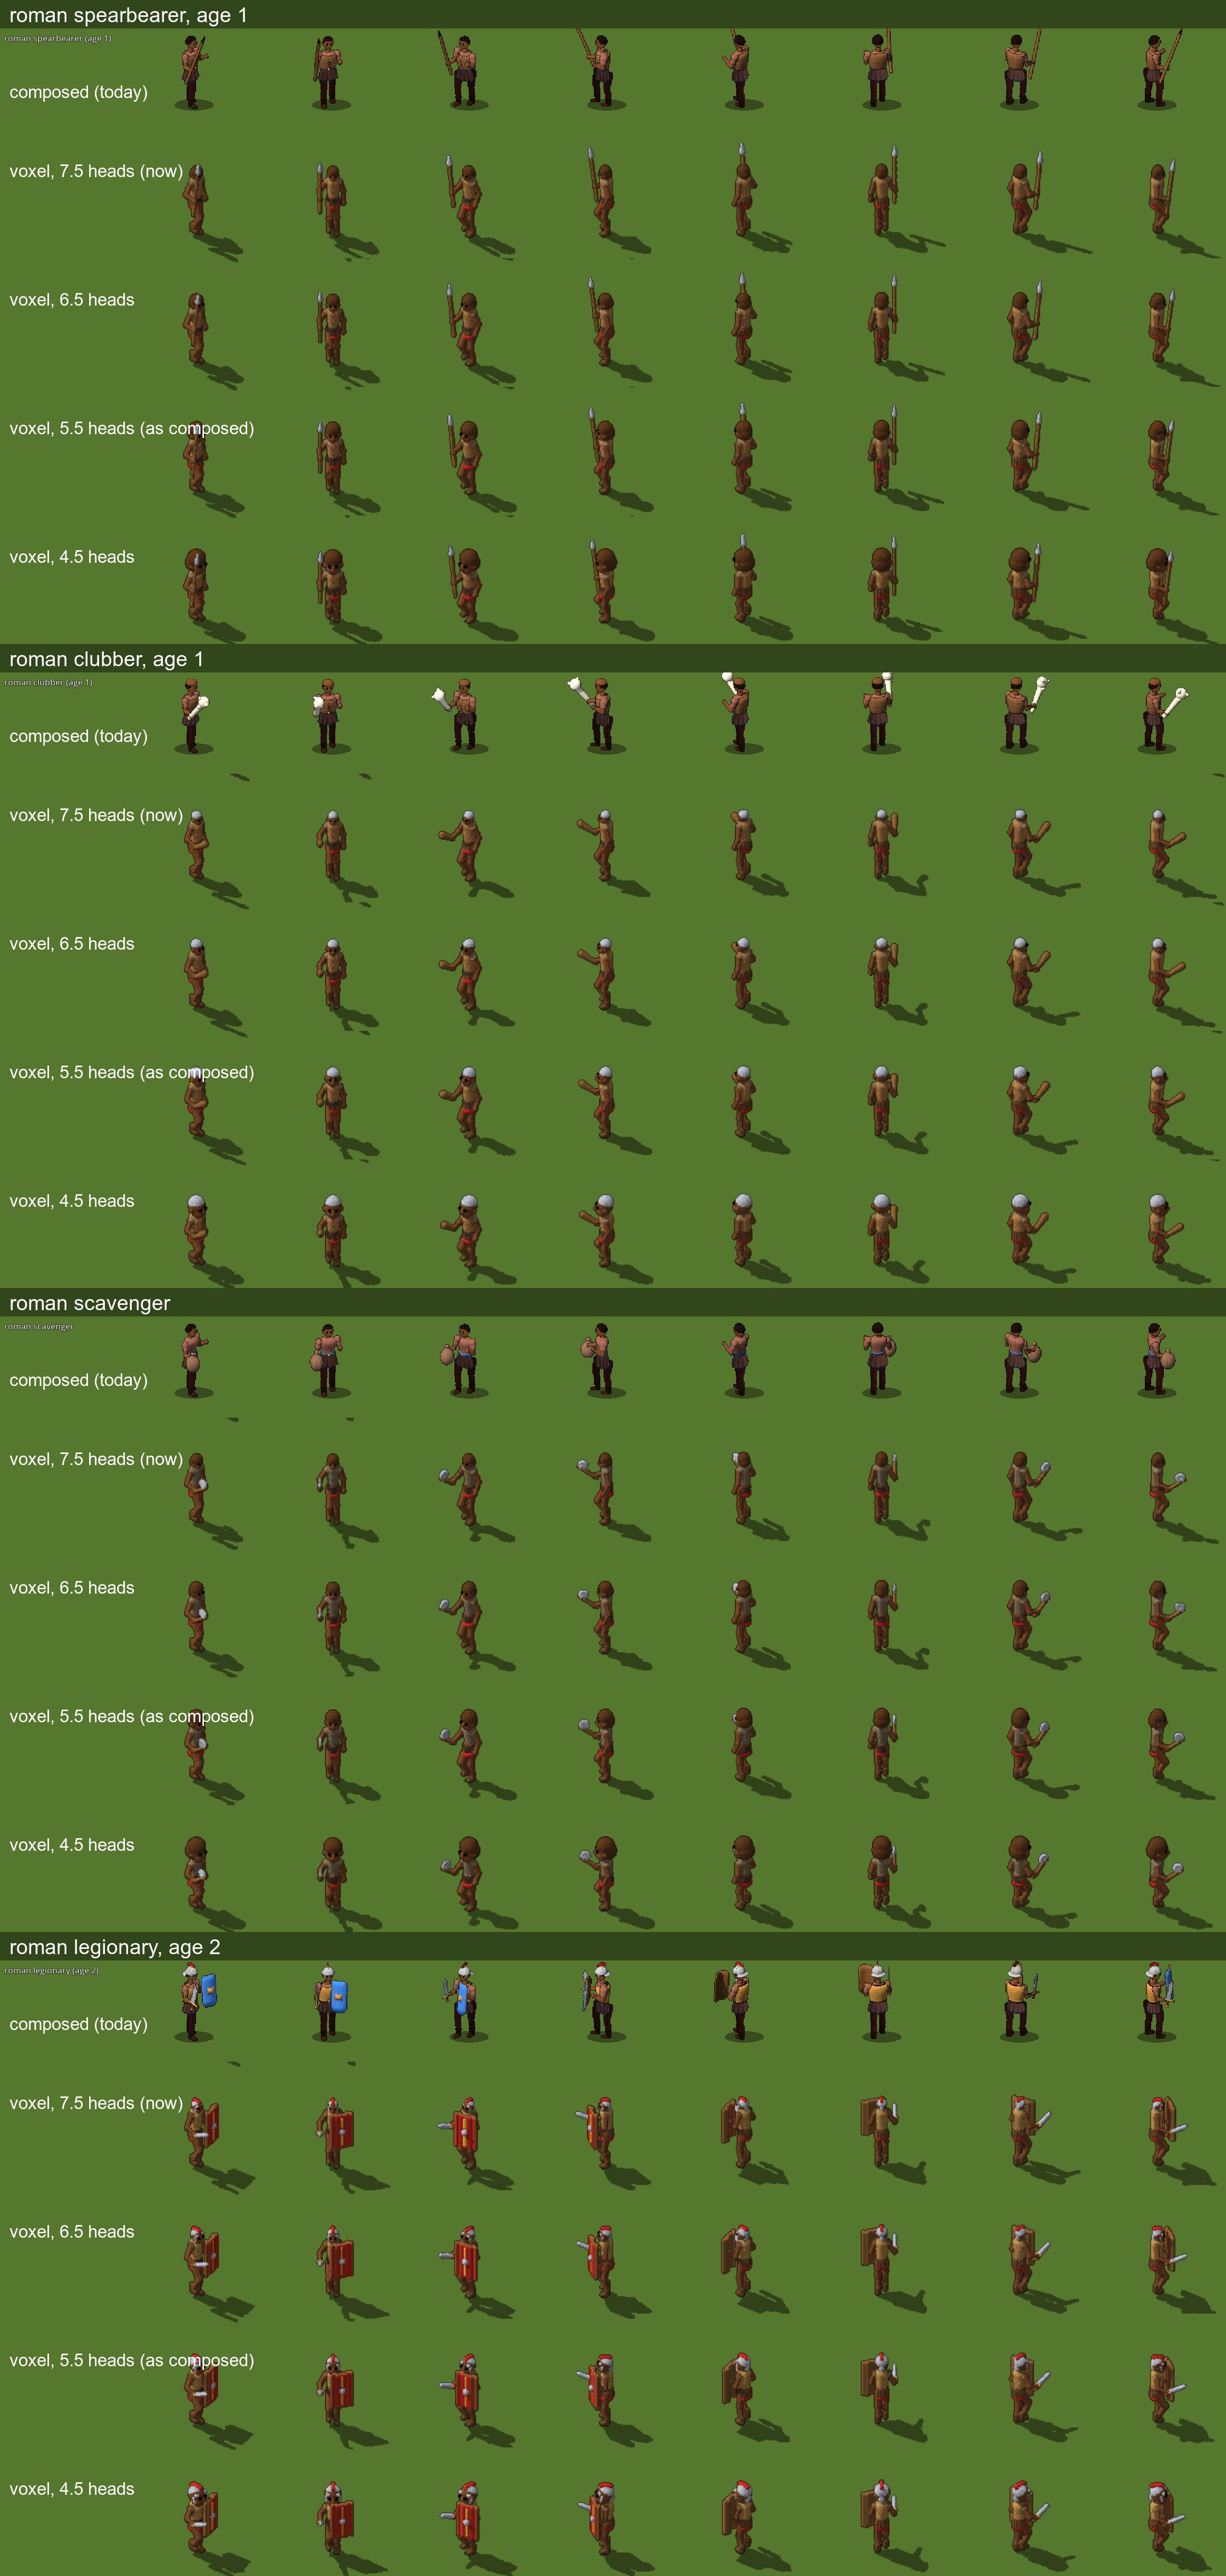 roman spearbearer, age 1
roman spearbearer (age 1)
composed (today)
voxel, 7.5 heads (now)
voxel, 6.5 heads
voxel, 5.5 heads (as composed)
voxel, 4.5 heads
roman clubber, age 1
roman clubber (age 1)
composed (today)
voxel, 7.5 heads (now)
voxel, 6.5 heads
voxel, 5.5 heads (as composed)
voxel, 4.5 heads
roman scavenger
roman scavenger
composed (today)
voxel, 7.5 heads (now)
voxel, 6.5 heads
voxel, 5.5 heads (as composed)
voxel, 4.5 heads
roman legionary, age 2
roman legionary (age 2)
composed (today)
voxel, 7.5 heads (now)
voxel, 6.5 heads
voxel, 5.5 heads (as composed)
voxel, 4.5 heads